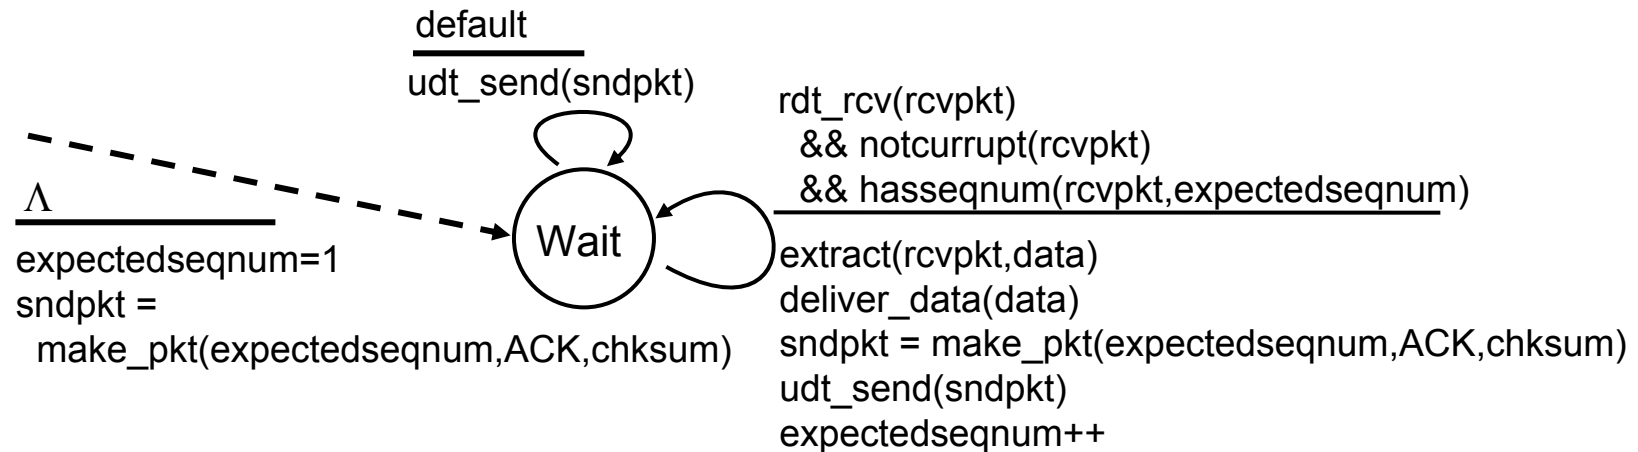 default
udt_send(sndpkt)
rdt_rcv(rcvpkt)
&& notcurrupt(rcvpkt)
&& hasseqnum(rcvpkt,expectedseqnum)
Λ
expectedseqnum=1
sndpkt =
make_pkt(expectedseqnum,ACK,chksum)
Wait
extract(rcvpkt,data)
deliver_data(data)
sndpkt = make_pkt(expectedseqnum,ACK,chksum)
udt_send(sndpkt)
expectedseqnum++